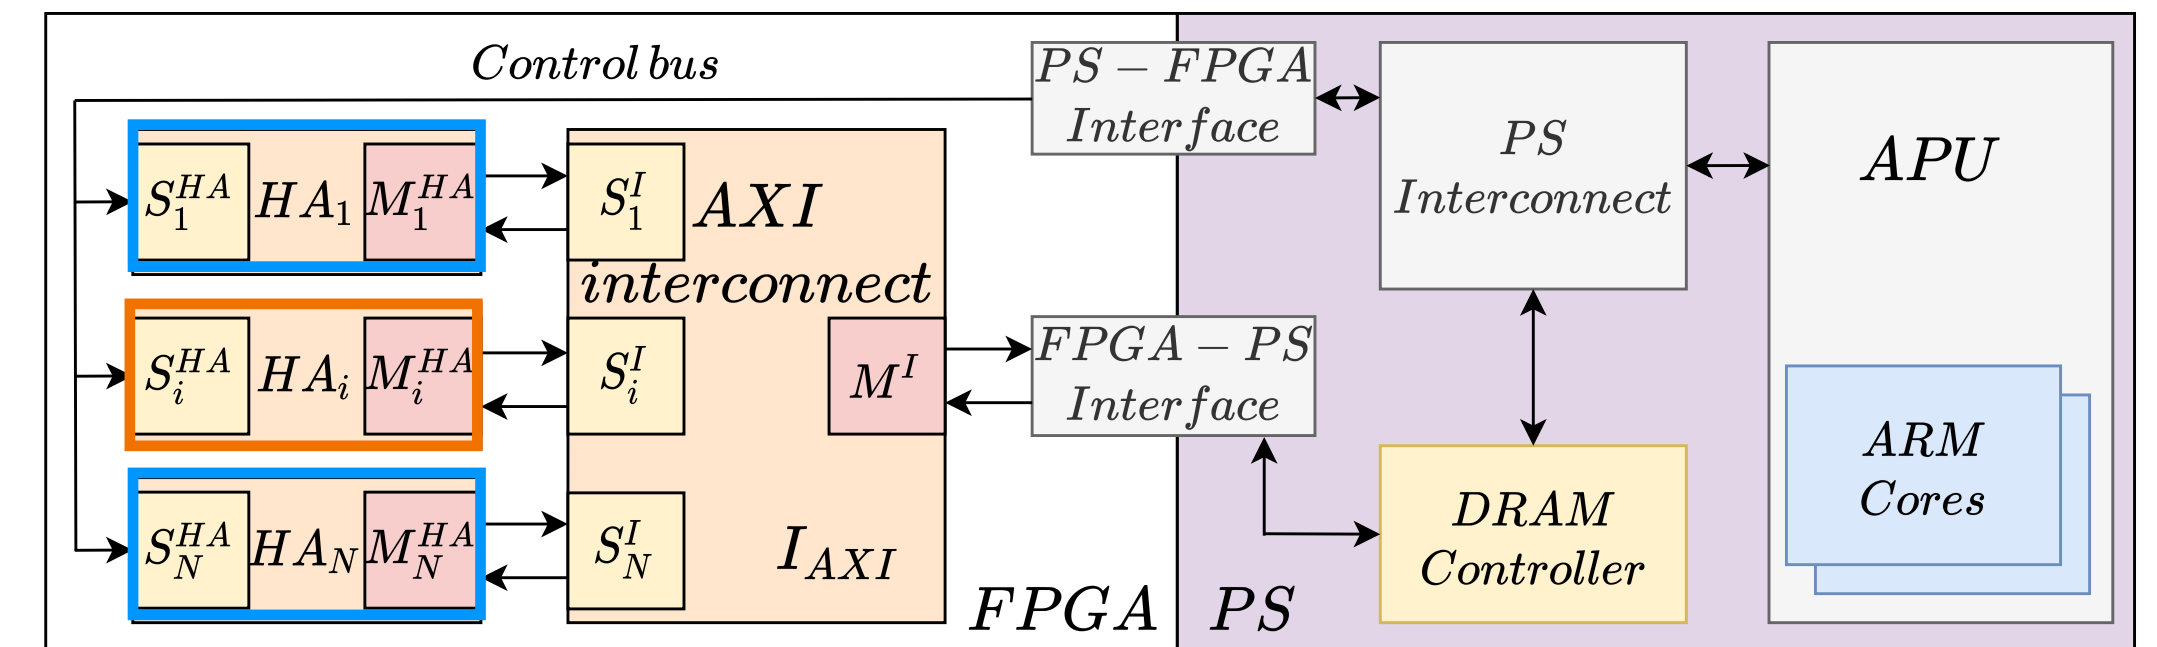 Control bus
PS − FPGA
Interface
PS
Interconnect
APU
S_1^{HA} HA_1 M_1^{HA}
S_1^I
AXI
interconnect
S_i^{HA} HA_i M_i^{HA}
S_i^I
M^I
FPGA − PS
Interface
S_N^{HA} HA_N M_N^{HA}
S_N^I
I_{AXI}
DRAM
Controller
ARM
Cores
FPGA
PS